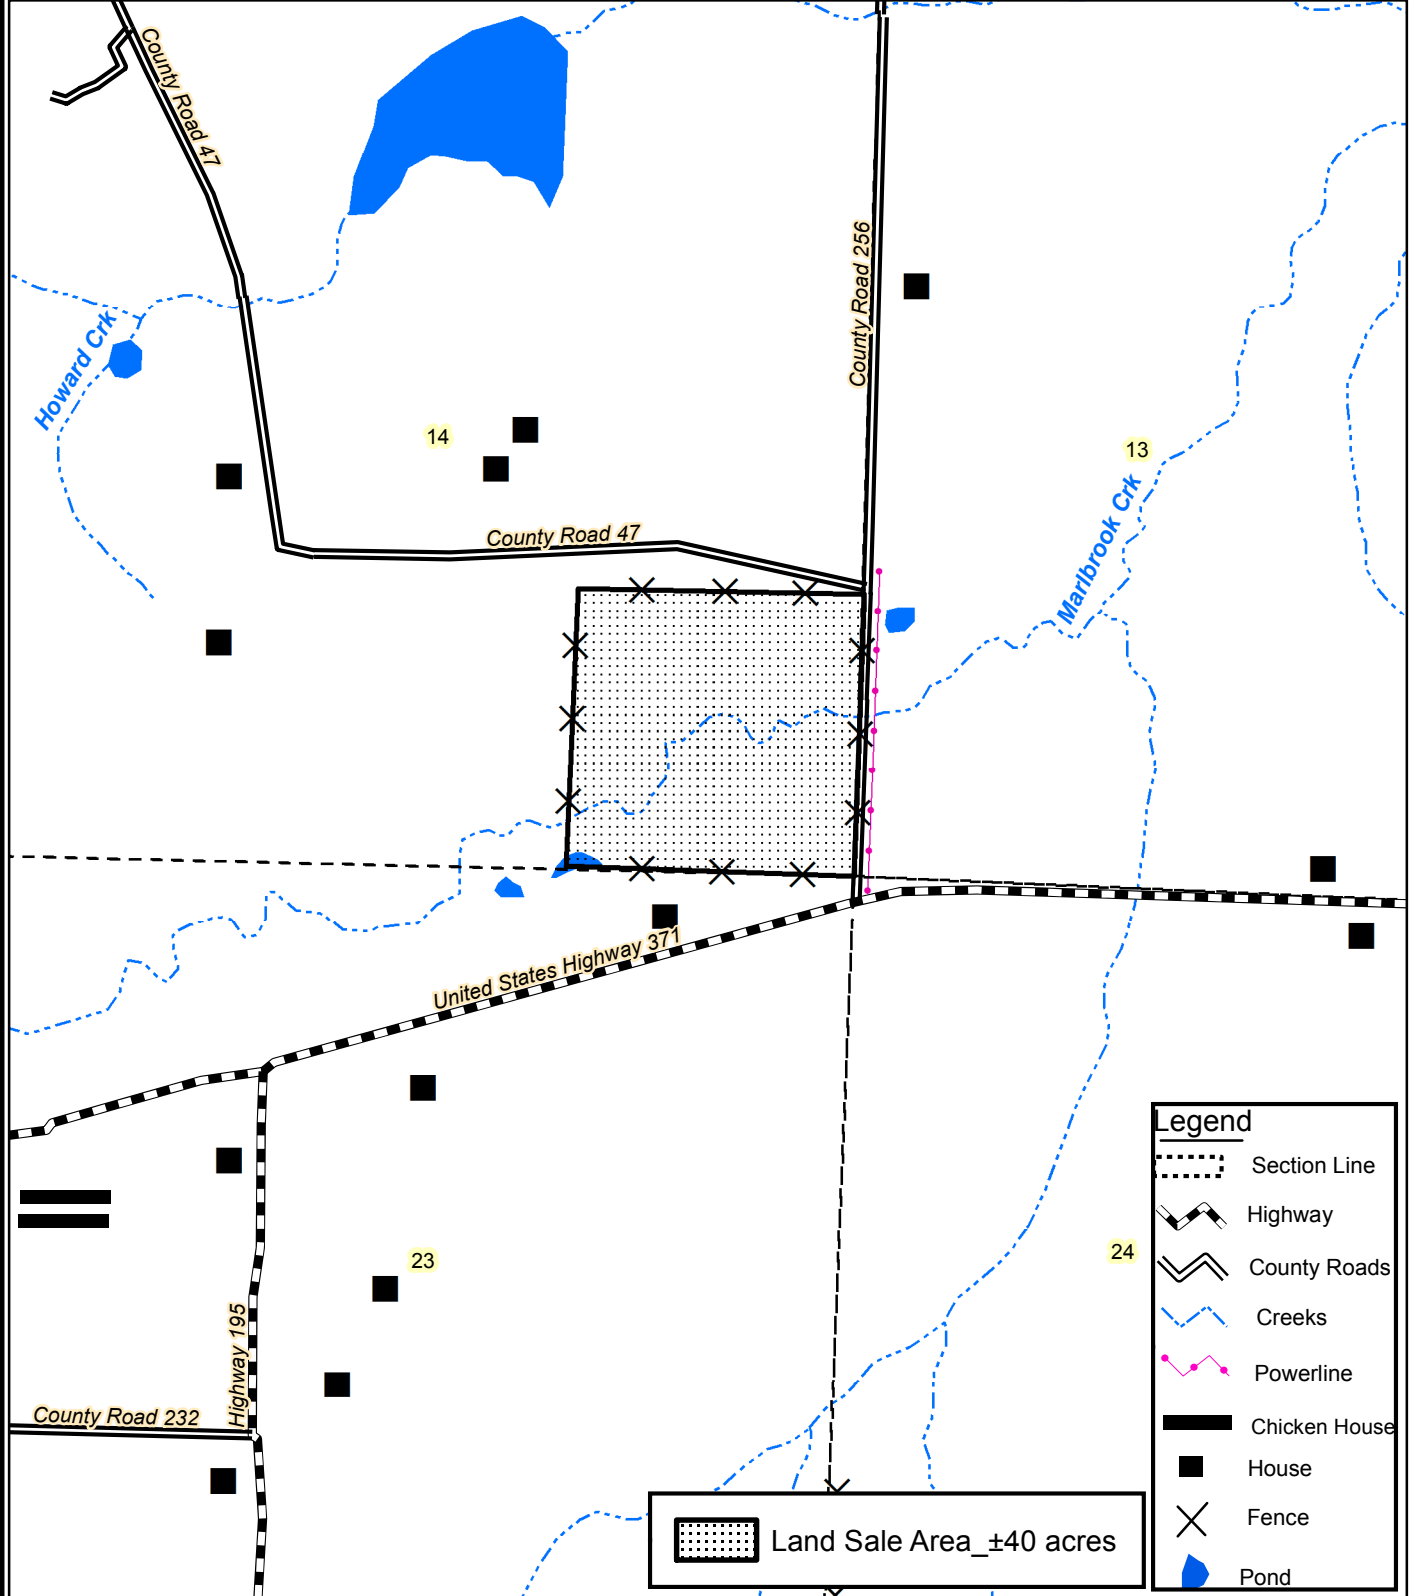 County Road 47
County Road 256
Howard Crk
14
13
Marlbrook Crk
County Road 47
United States Highway 371
Legend
Section Line
Highway
County Roads
Creeks
Powerline
Chicken House
House
Fence
Pond
23
24
Highway 195
County Road 232
Land Sale Area_±40 acres